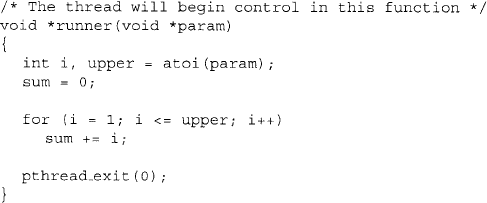 /* The thread will begin control in this function */
void *runner(void *param)
{
int i, upper = atoi(param);
sum = 0;
for (i = 1; i <= upper; i++)
sum += i;
pthread_exit(0);
}